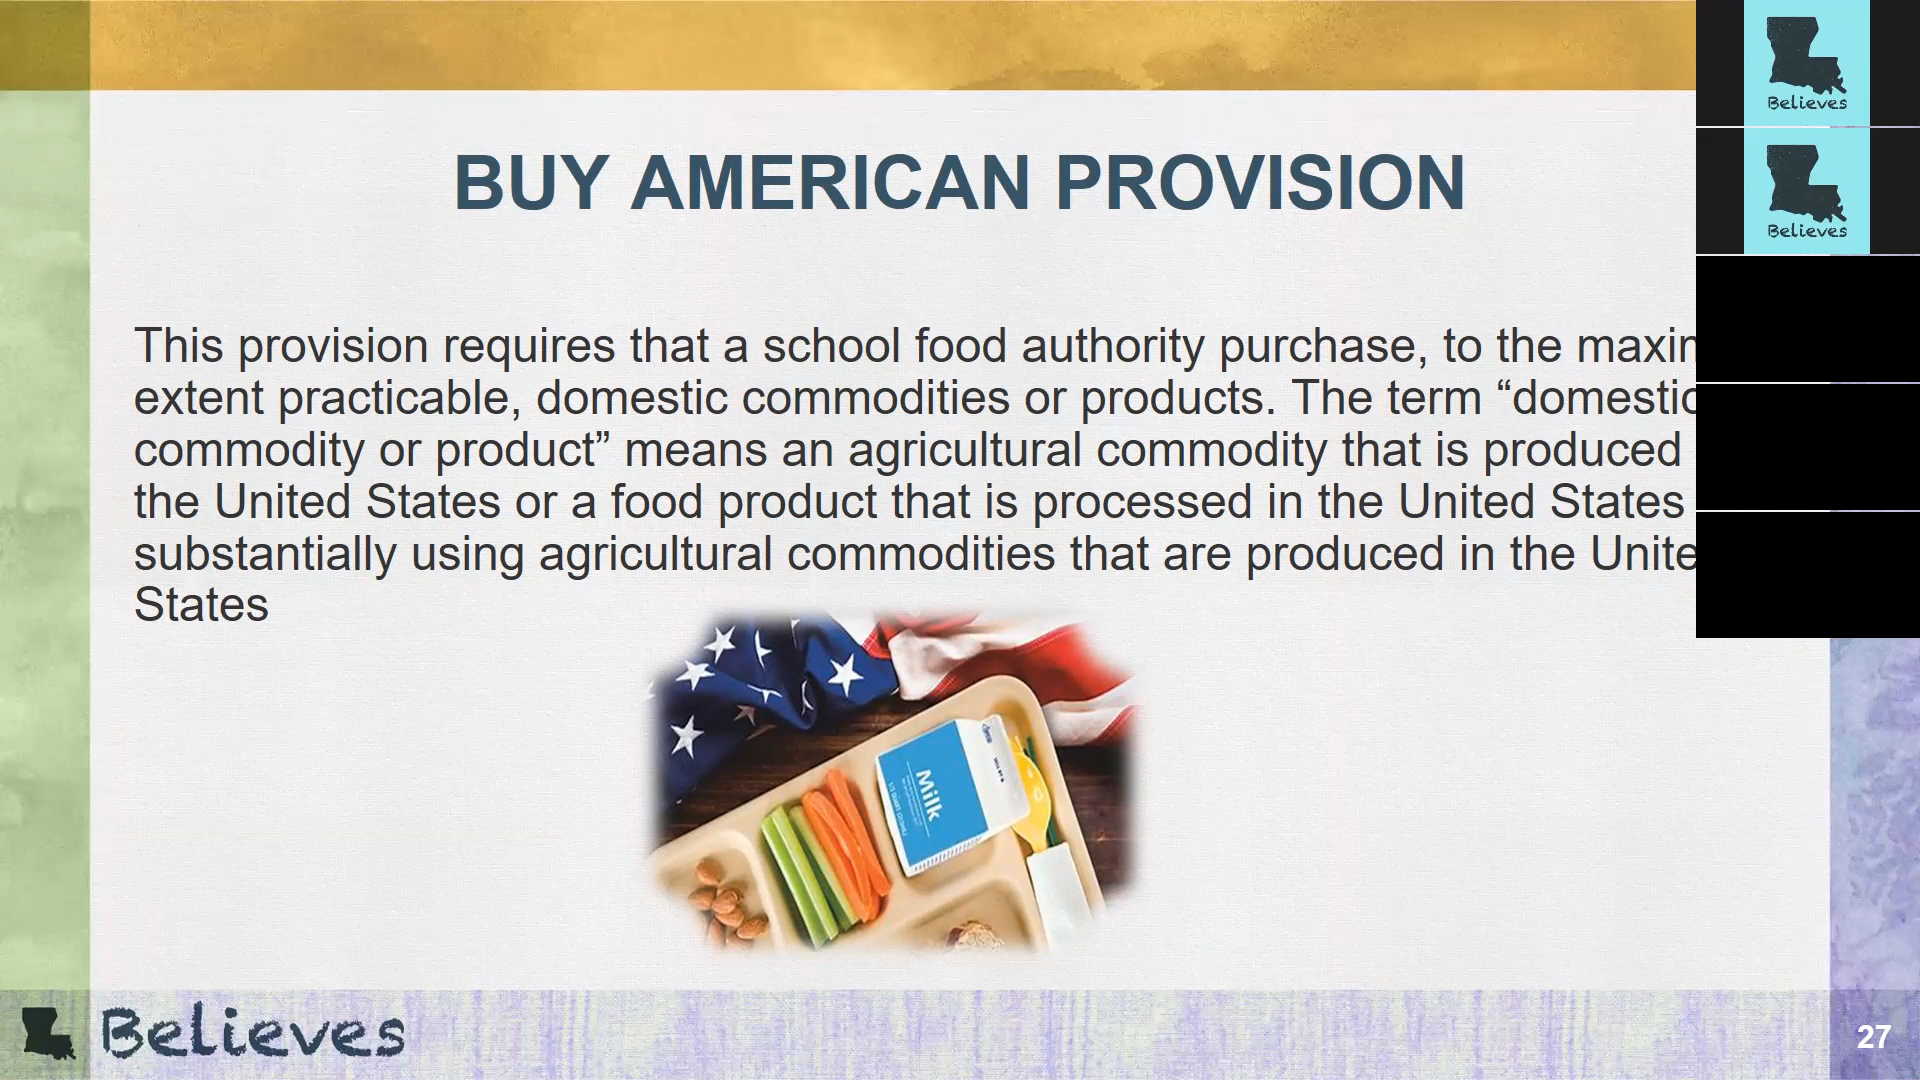 BUY AMERICAN PROVISION
This provision requires that a school food authority purchase, to the maxim
extent practicable, domestic commodities or products. The term “domestic
commodity or product” means an agricultural commodity that is produced
the United States or a food product that is processed in the United States
substantially using agricultural commodities that are produced in the Unite
States
Milk
Believes
Believes
Believes
27